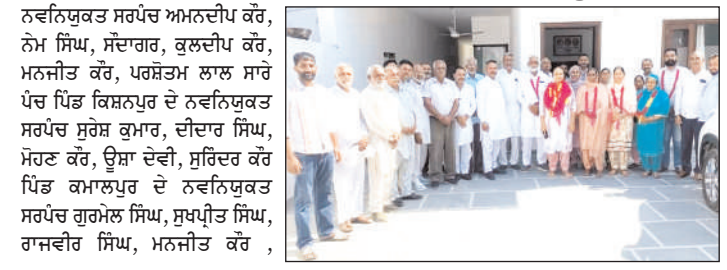 ਨਵਨਿਯੁਕਤ ਸਰਪੰਚ ਅਮਨਦੀਪ ਕੌਰ,
ਨੇਮ ਸਿੰਘ, ਸੌਦਾਗਰ, ਕੁਲਦੀਪ ਕੌਰ,
ਮਨਜੀਤ ਕੌਰ, ਪਰਸ਼ੋਤਮ ਲਾਲ ਸਾਰੇ
ਪੰਚ ਪਿੰਡ ਕਿਸ਼ਨਪੁਰ ਦੇ ਨਵਨਿਯੁਕਤ
ਸਰਪੰਚ ਸੁਰੇਸ਼ ਕੁਮਾਰ, ਦੀਦਾਰ ਸਿੰਘ,
ਮੋਹਣ ਕੌਰ, ਊਸ਼ਾ ਦੇਵੀ, ਸੁਰਿੰਦਰ ਕੌਰ
ਪਿੰਡ ਕਮਾਲਪੁਰ ਦੇ ਨਵਨਿਯੁਕਤ
ਸਰਪੰਚ ਗੁਰਮੇਲ ਸਿੰਘ, ਸੁਖਪ੍ਰੀਤ ਸਿੰਘ,
ਰਾਜਵੀਰ ਸਿੰਘ, ਮਨਜੀਤ ਕੌਰ ,